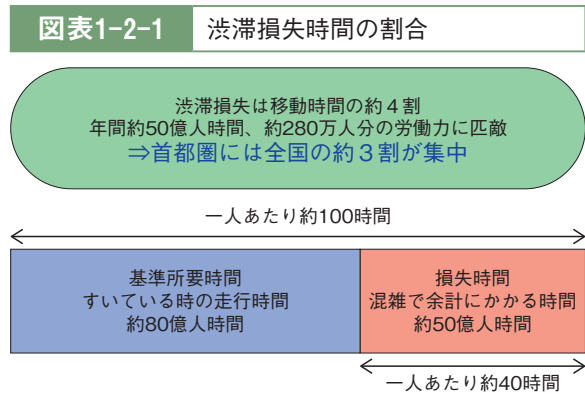 図表1-2-1 渋滞損失時間の割合
渋滞損失は移動時間の約４割
年間約50億人時間、約280万人分の労働力に匹敵
⇒首都圏には全国の約３割が集中
一人あたり約100時間
基準所要時間
すいている時の走行時間
約80億人時間
損失時間
混雑で余計にかかる時間
約50億人時間
一人あたり約40時間